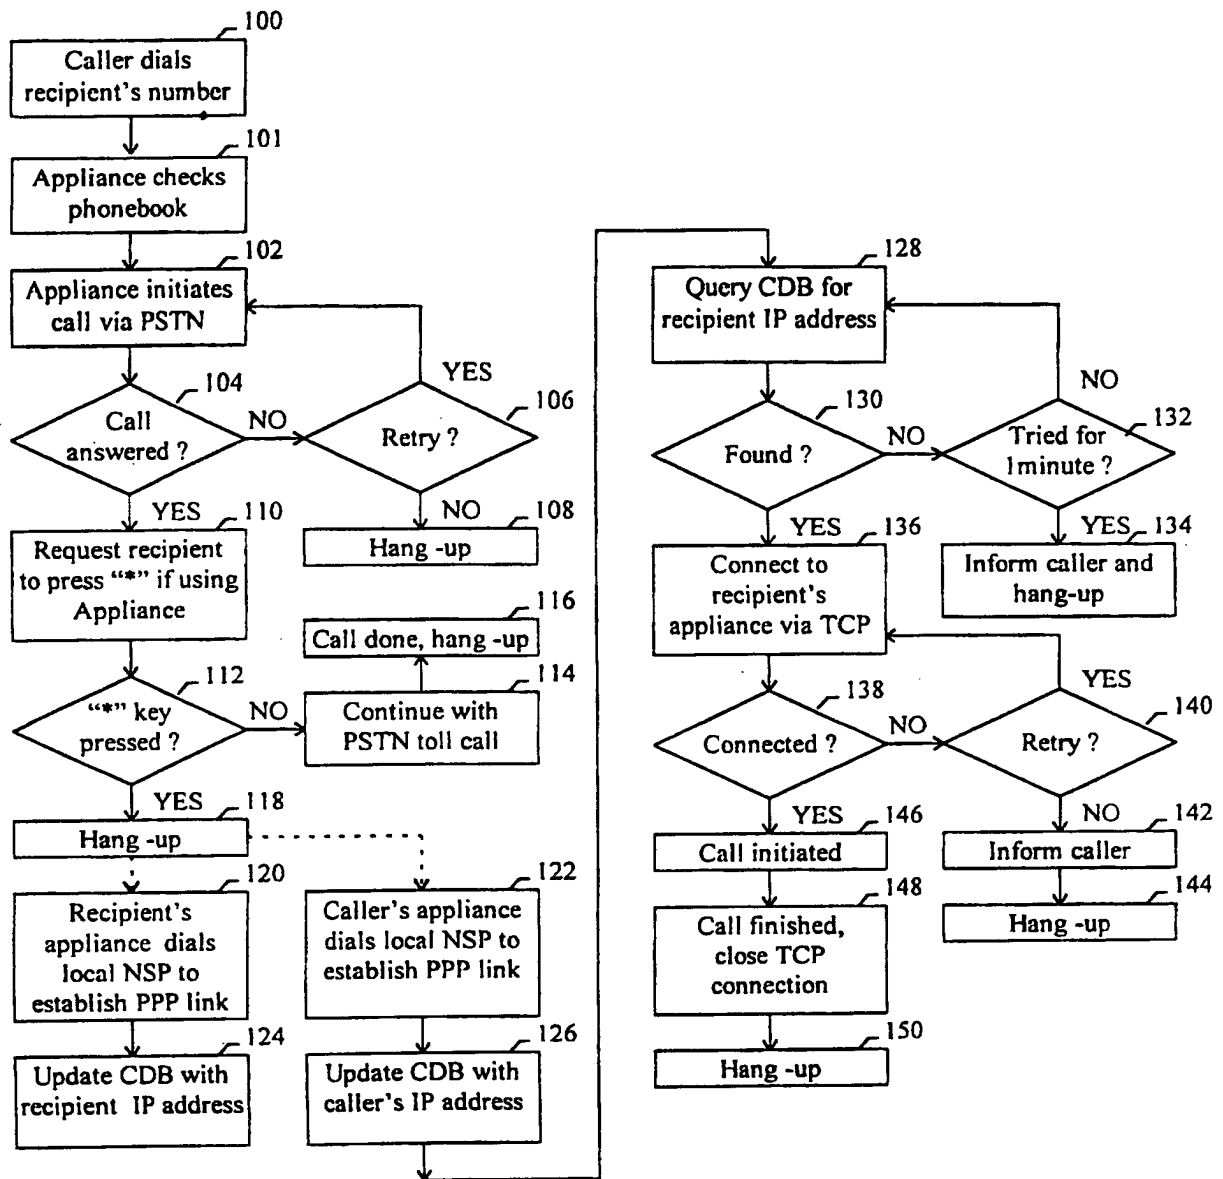 100
Caller dials
recipient's number
101
Appliance checks
phonebook
102
Appliance initiates
call via PSTN
104
Call
answered ?
NO
YES
106
Retry ?
YES
NO
108
Hang -up
110
Request recipient
to press “*” if using
Appliance
112
“*” key
pressed ?
NO
YES
114
Continue with
PSTN toll call
116
Call done, hang -up
118
Hang -up
120
Recipient's
appliance dials
local NSP to
establish PPP link
122
Caller's appliance
dials local NSP to
establish PPP link
124
Update CDB with
recipient IP address
126
Update CDB with
caller's IP address
128
Query CDB for
recipient IP address
130
Found ?
NO
YES
132
Tried for
1minute ?
NO
YES
134
Inform caller and
hang-up
136
Connect to
recipient's
appliance via TCP
138
Connected ?
NO
YES
140
Retry ?
YES
NO
142
Inform caller
144
Hang -up
146
Call initiated
148
Call finished,
close TCP
connection
150
Hang -up